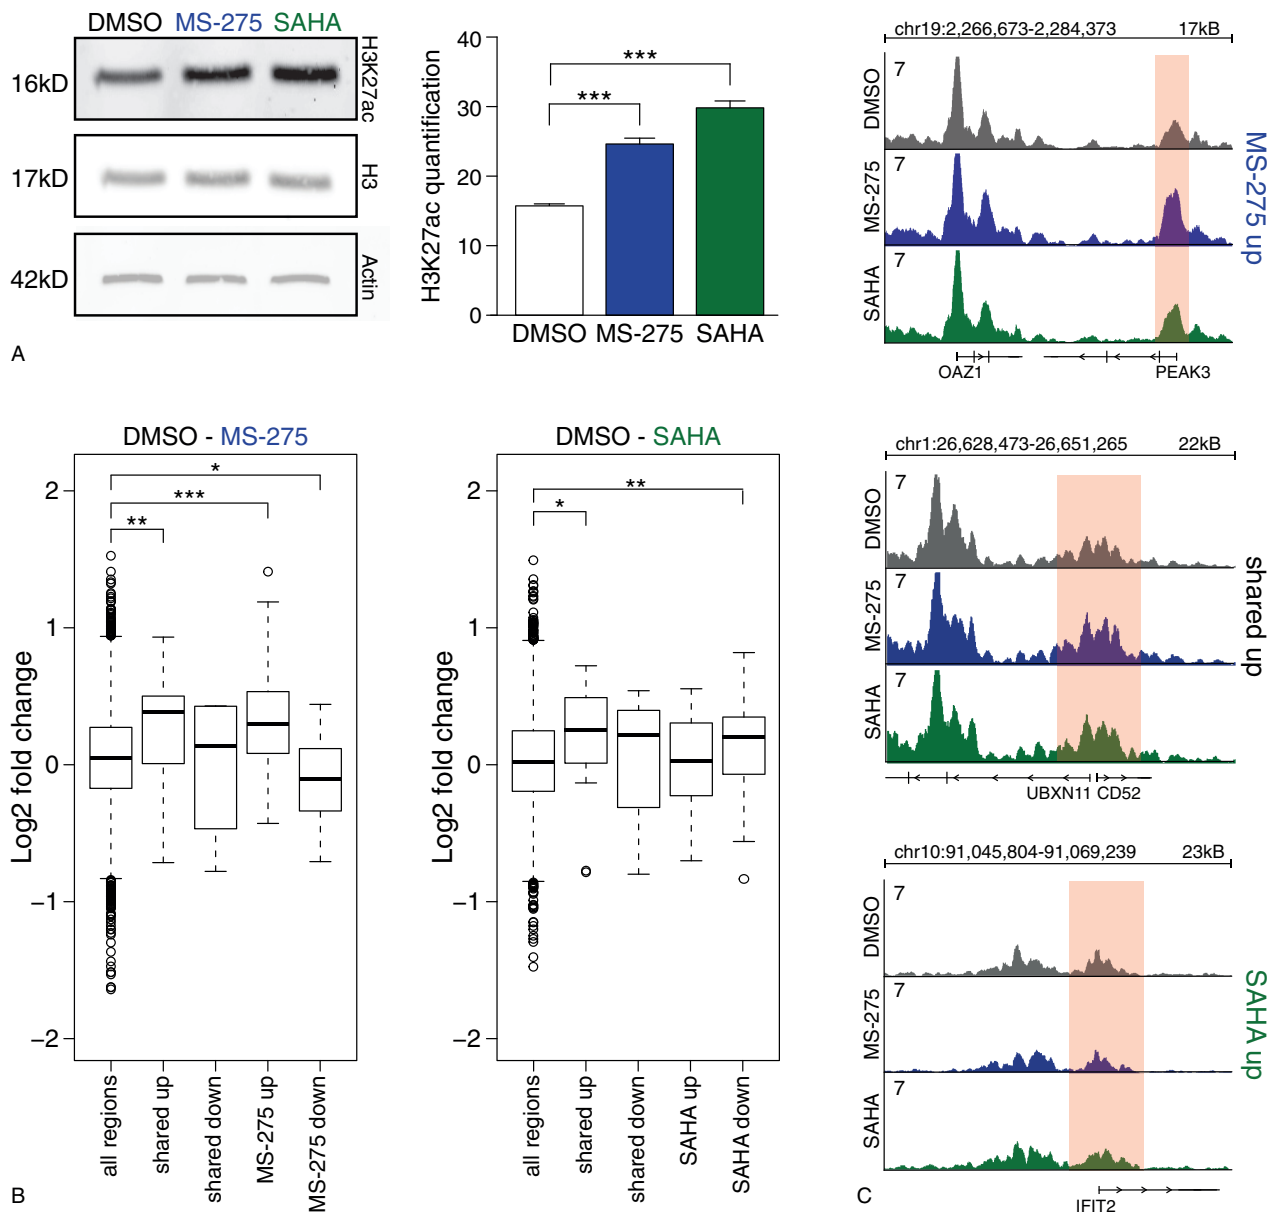 DMSO MS-275 SAHA
16kD
H3K27ac
17kD
H3
42kD
Actin
A
H3K27ac quantification
40
30
20
10
0
***
***
DMSO MS-275 SAHA
DMSO - MS-275
Log2 fold change
2
1
0
−1
−2
*
***
**
all regions
shared up
shared down
MS-275 up
MS-275 down
B
DMSO - SAHA
Log2 fold change
2
1
0
−1
−2
**
*
all regions
shared up
shared down
SAHA up
SAHA down
chr19:2,266,673-2,284,373 17kB
DMSO
7
MS-275
7
SAHA
7
OAZ1 PEAK3
MS-275 up
chr1:26,628,473-26,651,265 22kB
DMSO
7
MS-275
7
SAHA
7
UBXN11 CD52
shared up
chr10:91,045,804-91,069,239 23kB
DMSO
7
MS-275
7
SAHA
7
IFIT2
SAHA up
C